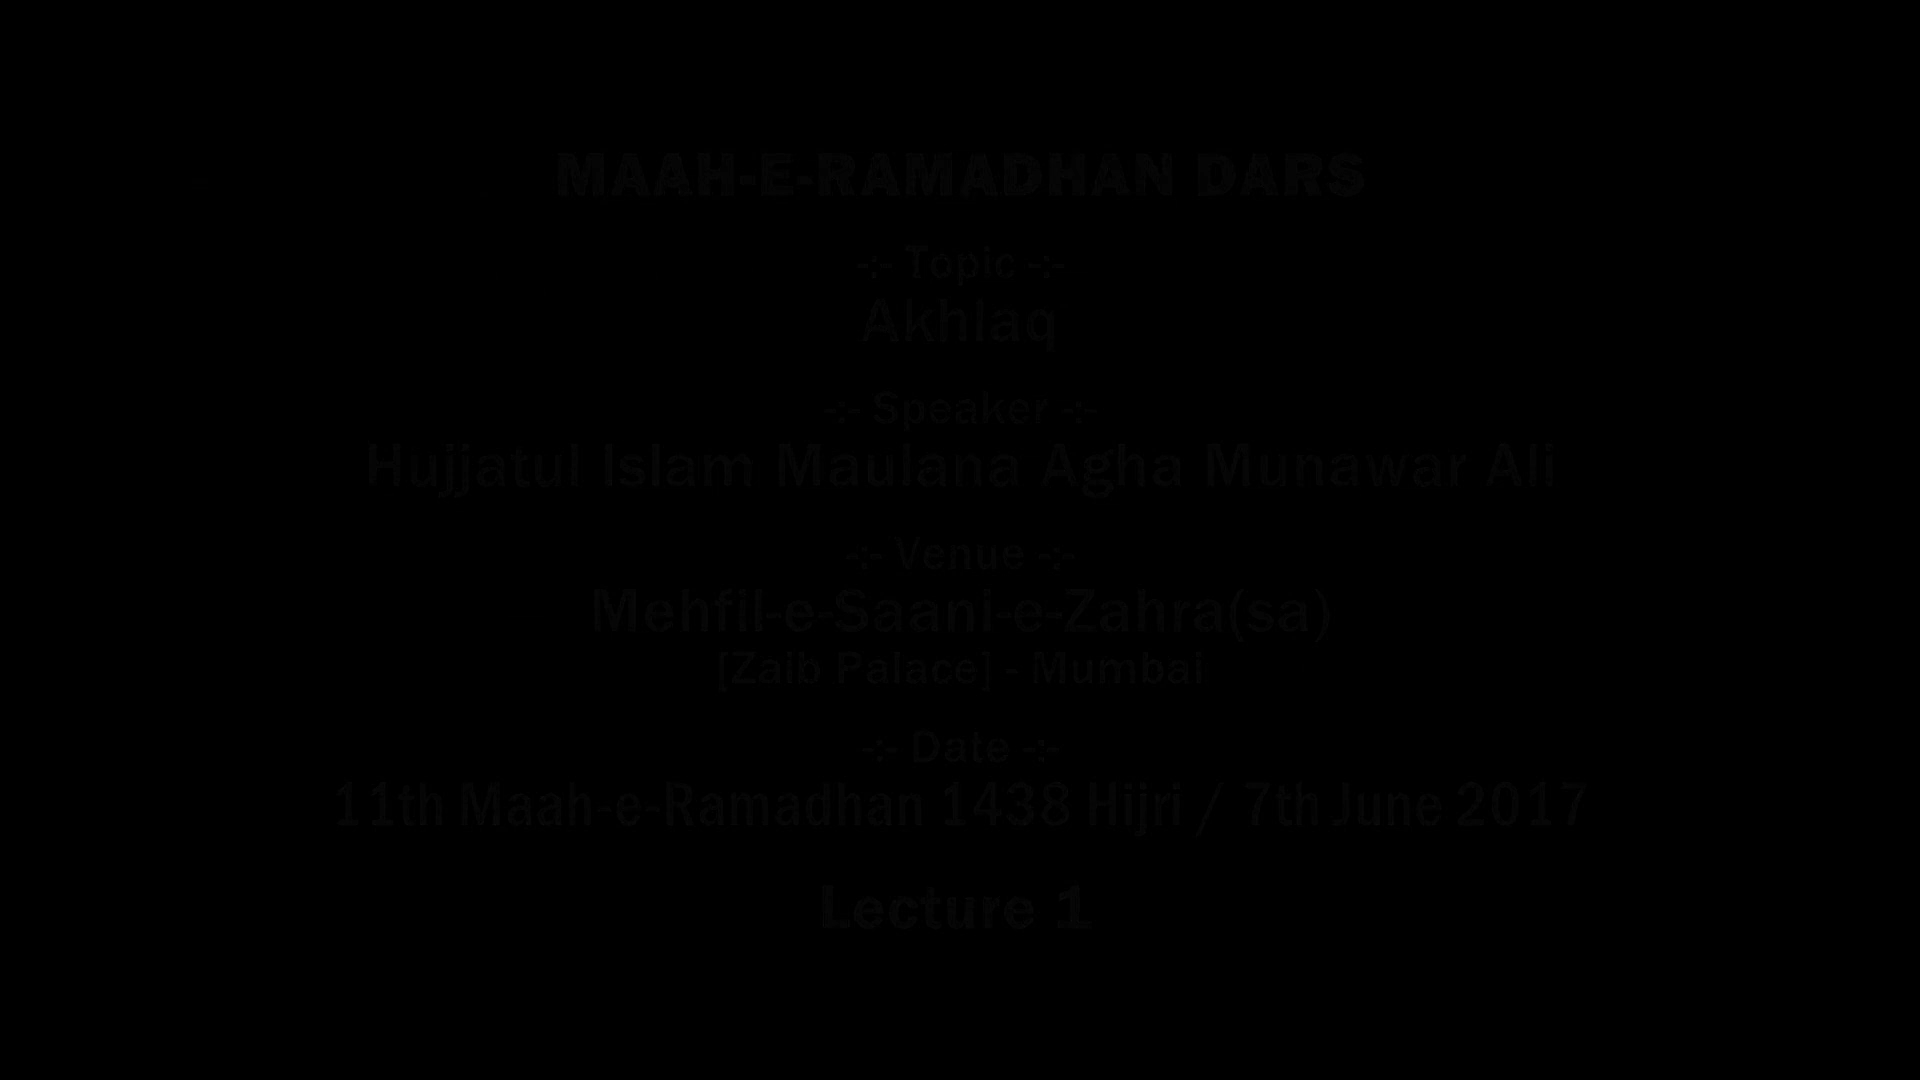 MAAH-E-RAMADHAN DARS
-:- Topic -:-
Akhlaq
-:- Speaker -:-
Hujjatul Islam Maulana Agha Munawar Ali
-:- Venue -:-
Mehfil-e-Saani-e-Zahra(sa)
[Zaib Palace] - Mumbai
-:- Date -:-
11th Maah-e-Ramadhan 1438 Hijri / 7th June 2017
Lecture 1